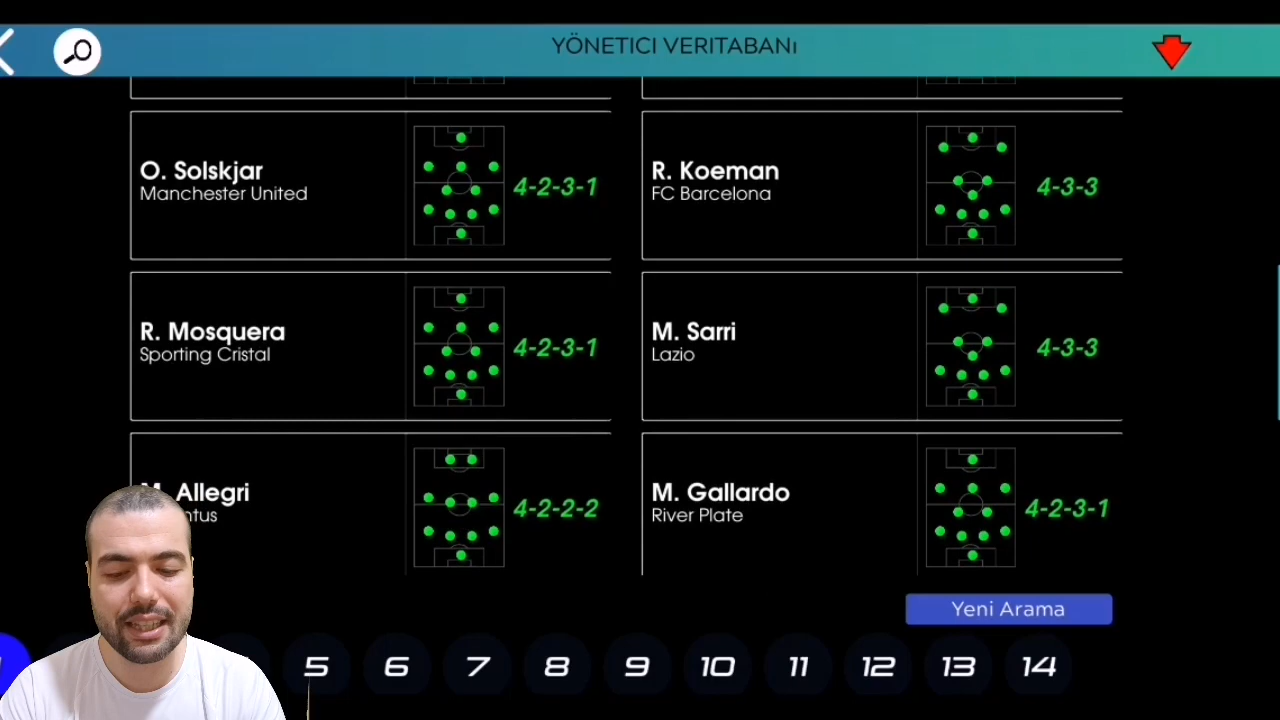 YÖNETICI VERITABANı
O. Solskjar
Manchester United
4-2-3-1
R. Koeman
FC Barcelona
4-3-3
R. Mosquera
Sporting Cristal
4-2-3-1
M. Sarri
Lazio
4-3-3
Allegri
4-2-2-2
M. Gallardo
River Plate
4-2-3-1
Yeni Arama
5 6 7 8 9 10 11 12 13 14